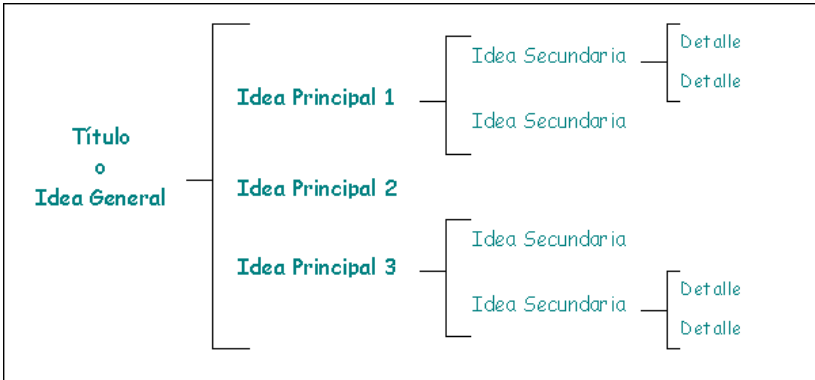 Título
o
Idea General
Idea Principal 1
Idea Secundaria
Detalle
Detalle
Idea Secundaria
Idea Principal 2
Idea Principal 3
Idea Secundaria
Idea Secundaria
Detalle
Detalle